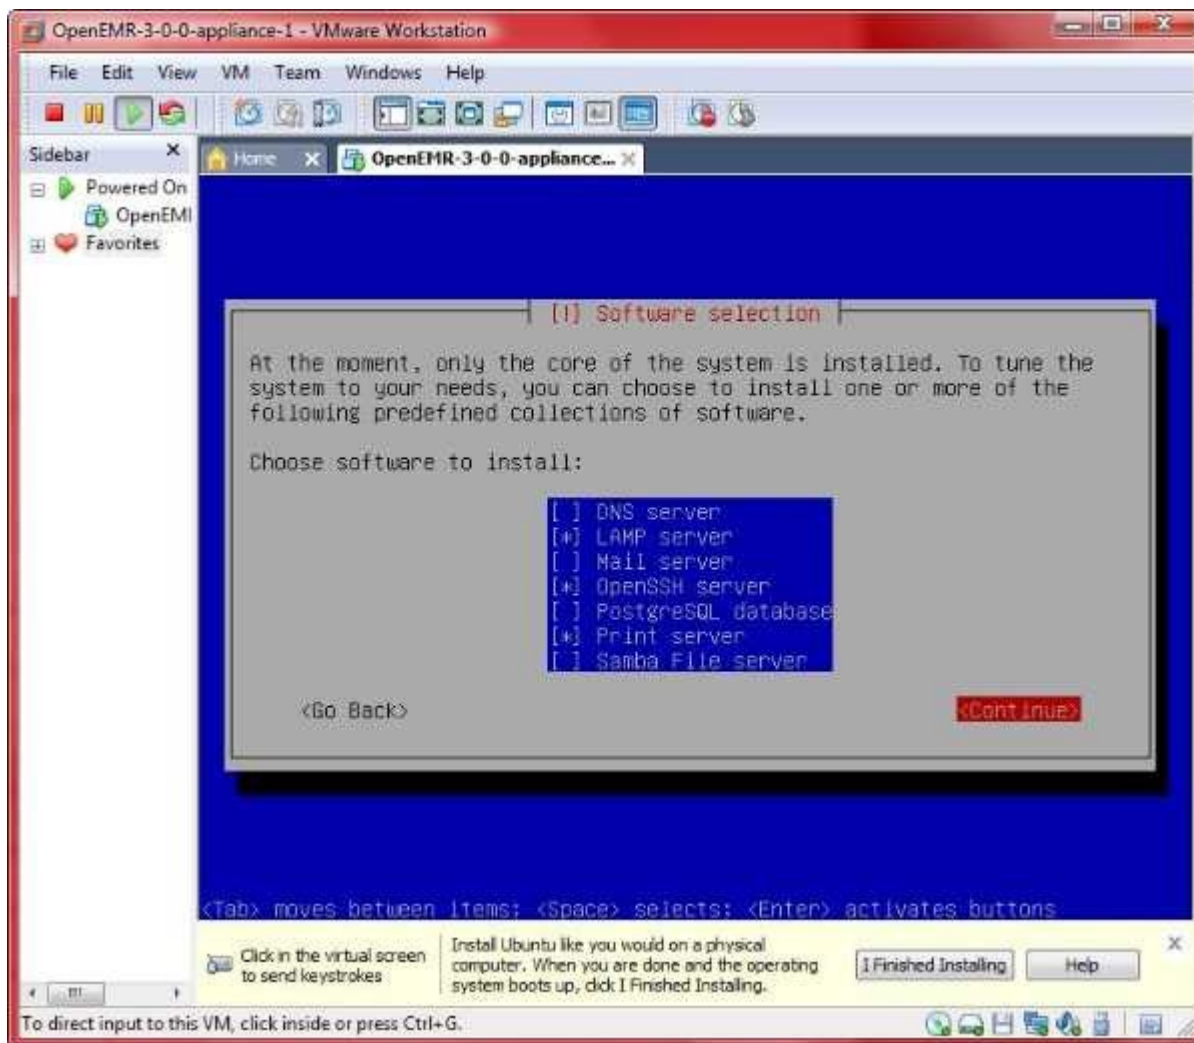 OpenEMR-3-0-0-appliance-1 - VMware Workstation
File Edit View VM Team Windows Help
Sidebar
Home
OpenEMR-3-0-0-appliance...
Powered On
OpenEMI
Favorites
[!] Software selection
At the moment, only the core of the system is installed. To tune the
system to your needs, you can choose to install one or more of the
following predefined collections of software.
Choose software to install:
[ ] DNS server
[*] LAMP server
[ ] Mail server
[*] OpenSSH server
[ ] PostgreSQL database
[*] Print server
[ ] Samba File server
<Go Back>
<Continue>
<Tab> moves between items; <Space> selects; <Enter> activates buttons
Click in the virtual screen
to send keystrokes
Install Ubuntu like you would on a physical
computer. When you are done and the operating
system boots up, click I Finished Installing.
I Finished Installing
Help
To direct input to this VM, click inside or press Ctrl+G.